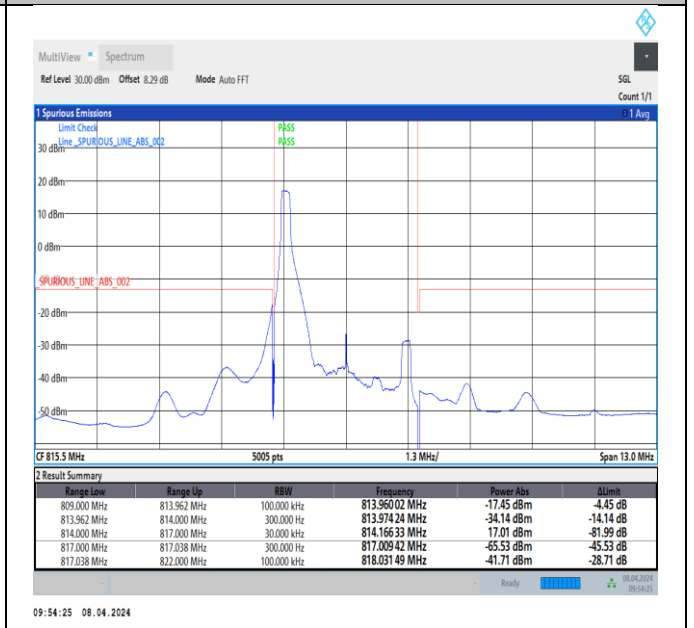 MultiView Spectrum
Ref Level 30.00 dBm Offset 8.29 dB Mode Auto FFT SGL
Count 1/1
1 Spurious Emissions 1 Avg
Limit Check PASS
Line _SPURIOUS_LINE_ABS_002 PASS
30 dBm
20 dBm
10 dBm
0 dBm
_SPURIOUS_LINE_ABS_002
-20 dBm
-30 dBm
-40 dBm
-50 dBm
CF 815.5 MHz 5005 pts 1.3 MHz/ Span 13.0 MHz
2 Result Summary
Range Low Range Up RBW Frequency Power Abs ΔLimit
809.000 MHz 813.962 MHz 100.000 kHz 813.96002 MHz -17.45 dBm -4.45 dB
813.962 MHz 814.000 MHz 300.000 Hz 813.97424 MHz -34.14 dBm -14.14 dB
814.000 MHz 817.000 MHz 30.000 kHz 814.16633 MHz 17.01 dBm -81.99 dB
817.000 MHz 817.038 MHz 300.000 Hz 817.00942 MHz -65.53 dBm -45.53 dB
817.038 MHz 822.000 MHz 100.000 kHz 818.03149 MHz -41.71 dBm -28.71 dB
Ready 08.04.2024
09:54:25
09:54:25 08.04.2024